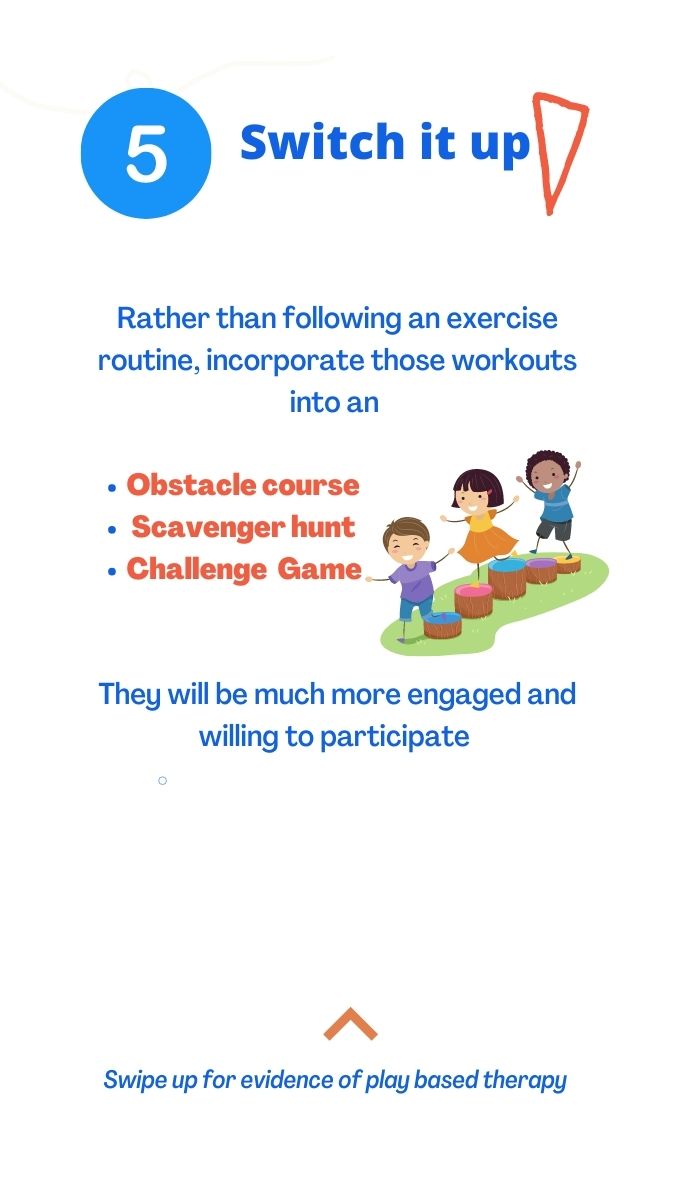 5
Switch it up
Rather than following an exercise
routine, incorporate those workouts
into an
• Obstacle course
• Scavenger hunt
• Challenge Game
They will be much more engaged and
willing to participate
Swipe up for evidence of play based therapy